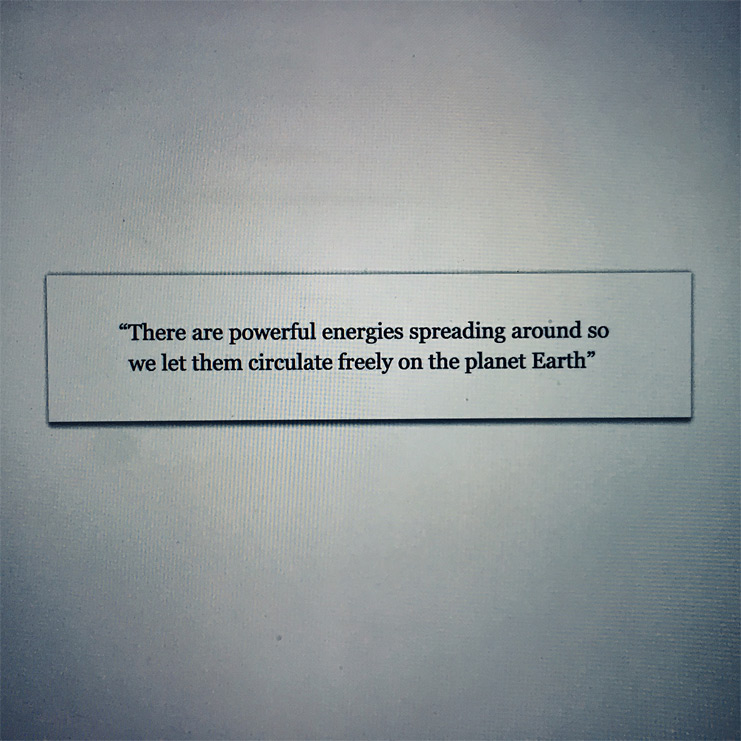 “There are powerful energies spreading around so
we let them circulate freely on the planet Earth”